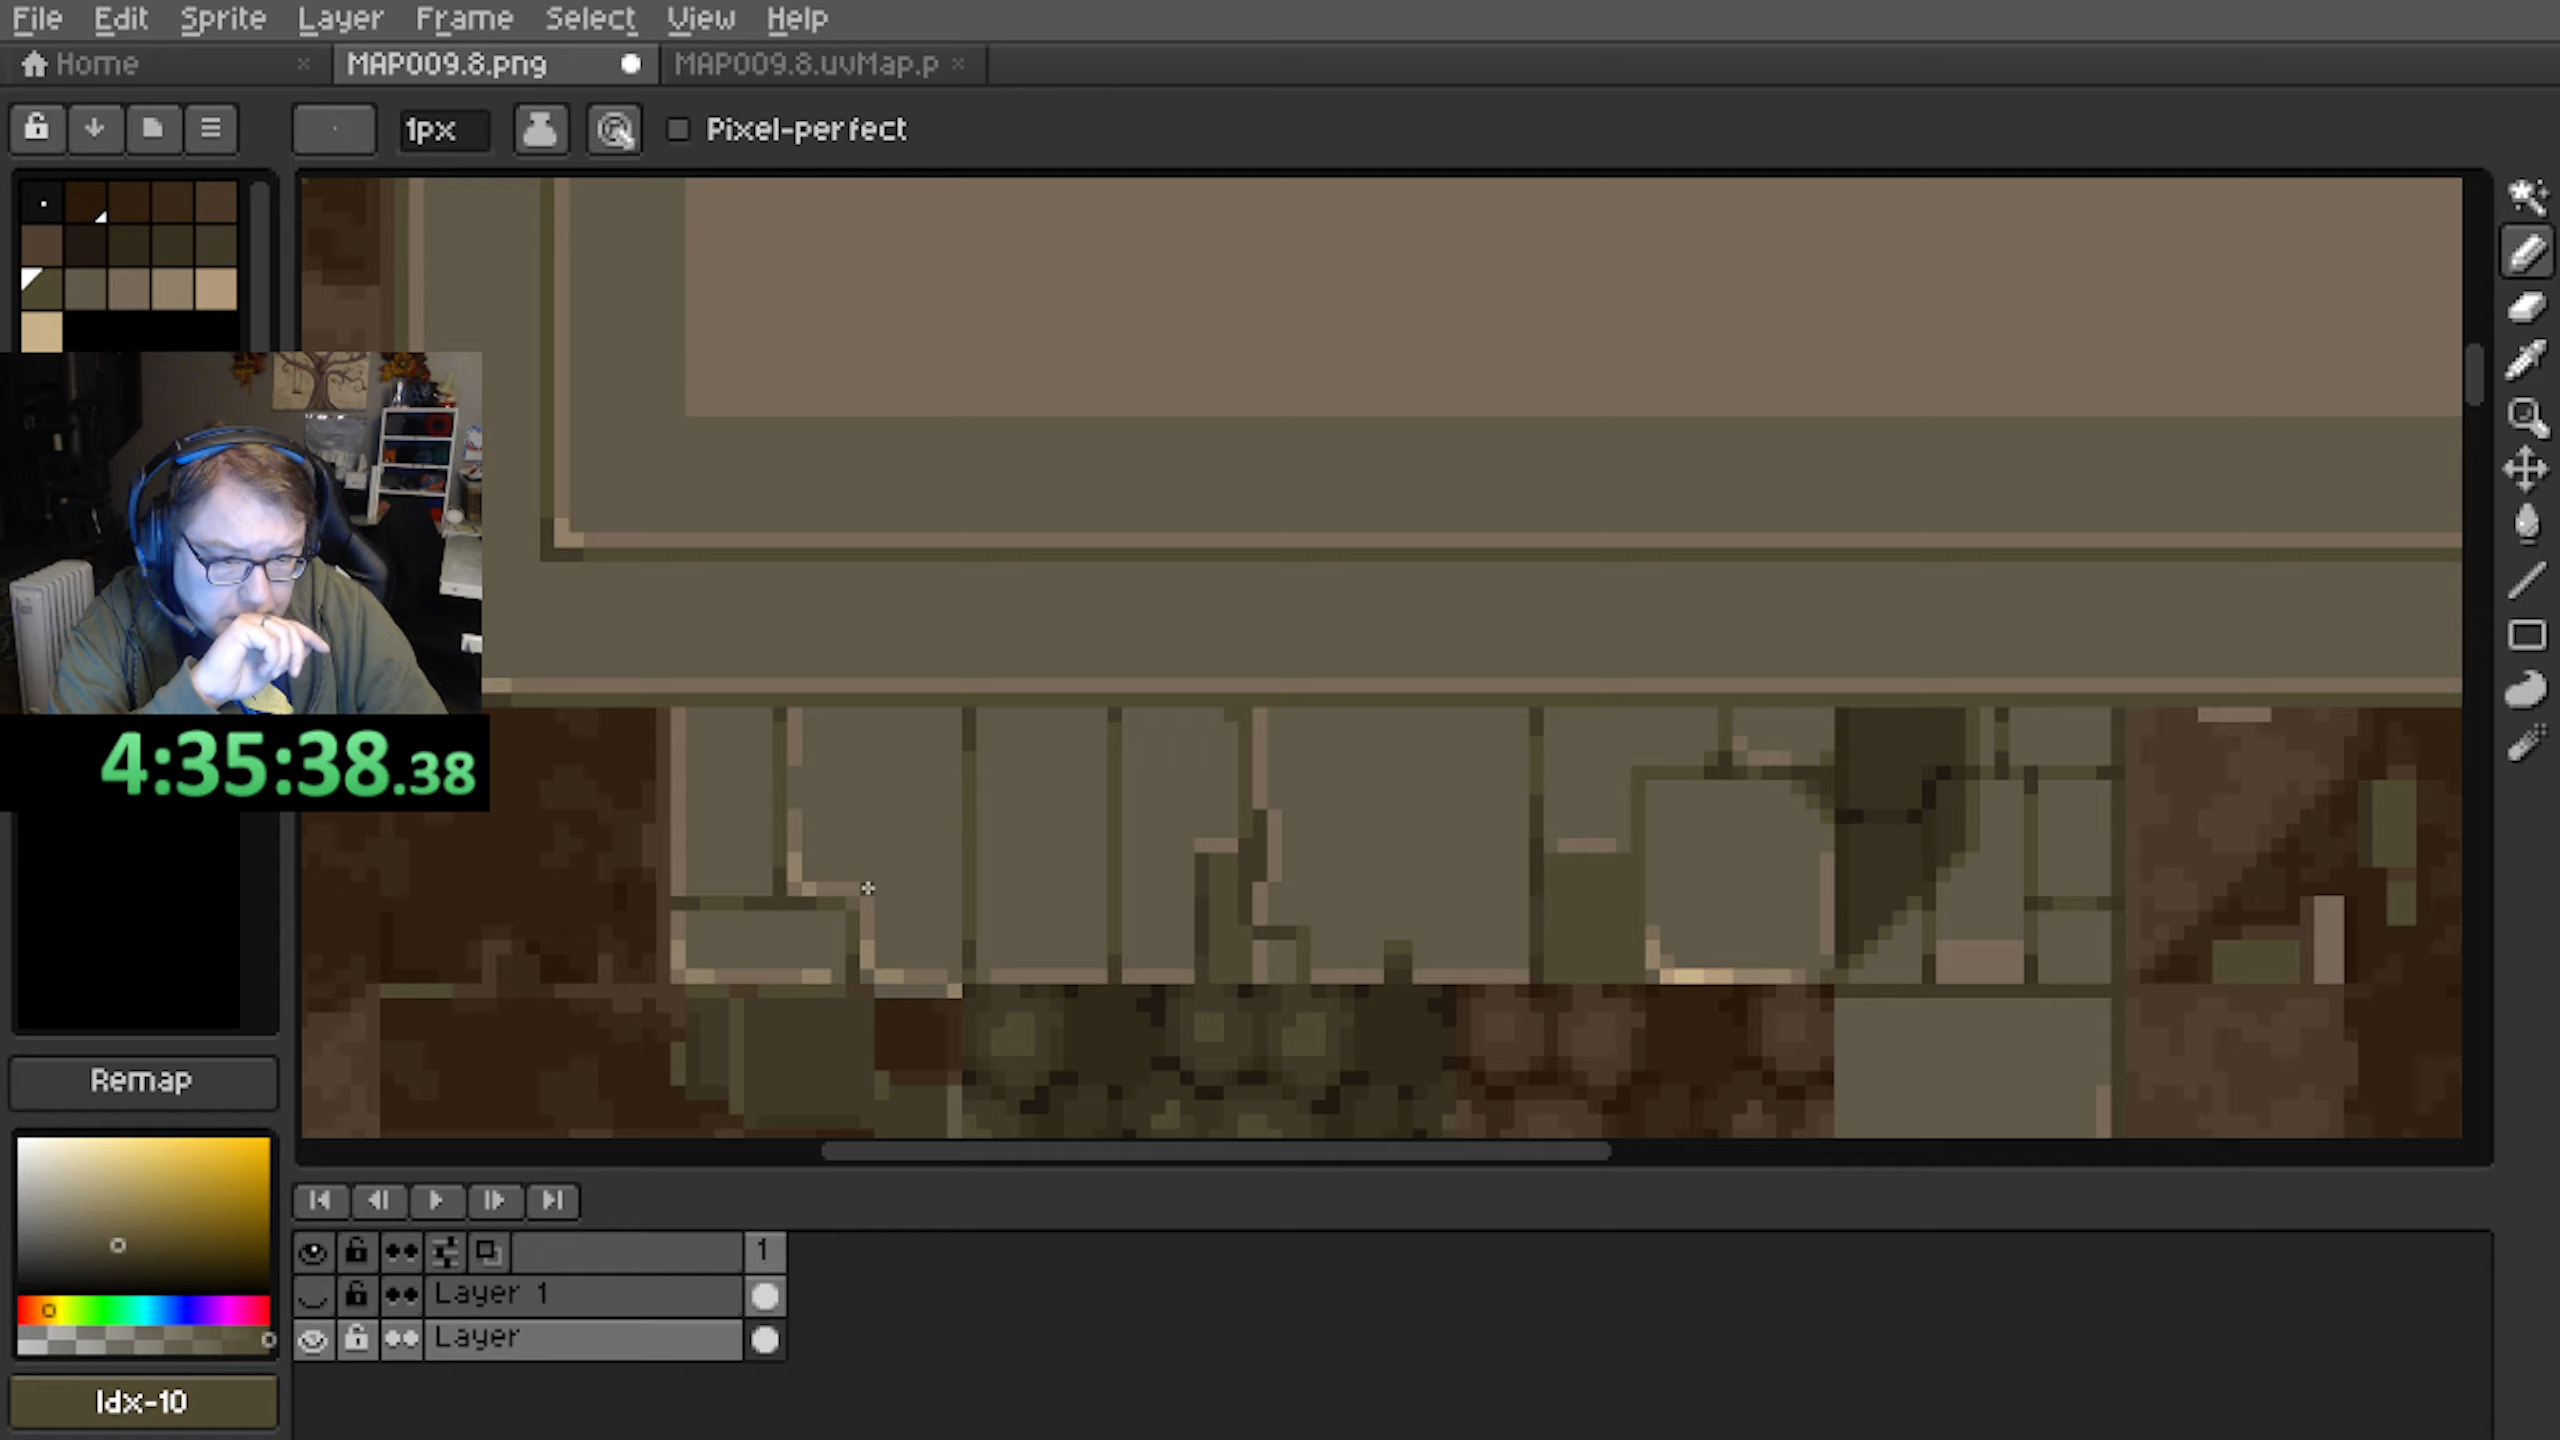 File Edit Sprite Layer Frame Select View Help
Home MAP009.8.png MAP009.8.uvMap.p
1px Pixel-perfect
4:35:38.38
Remap
1
Layer 1
Layer
Idx-10